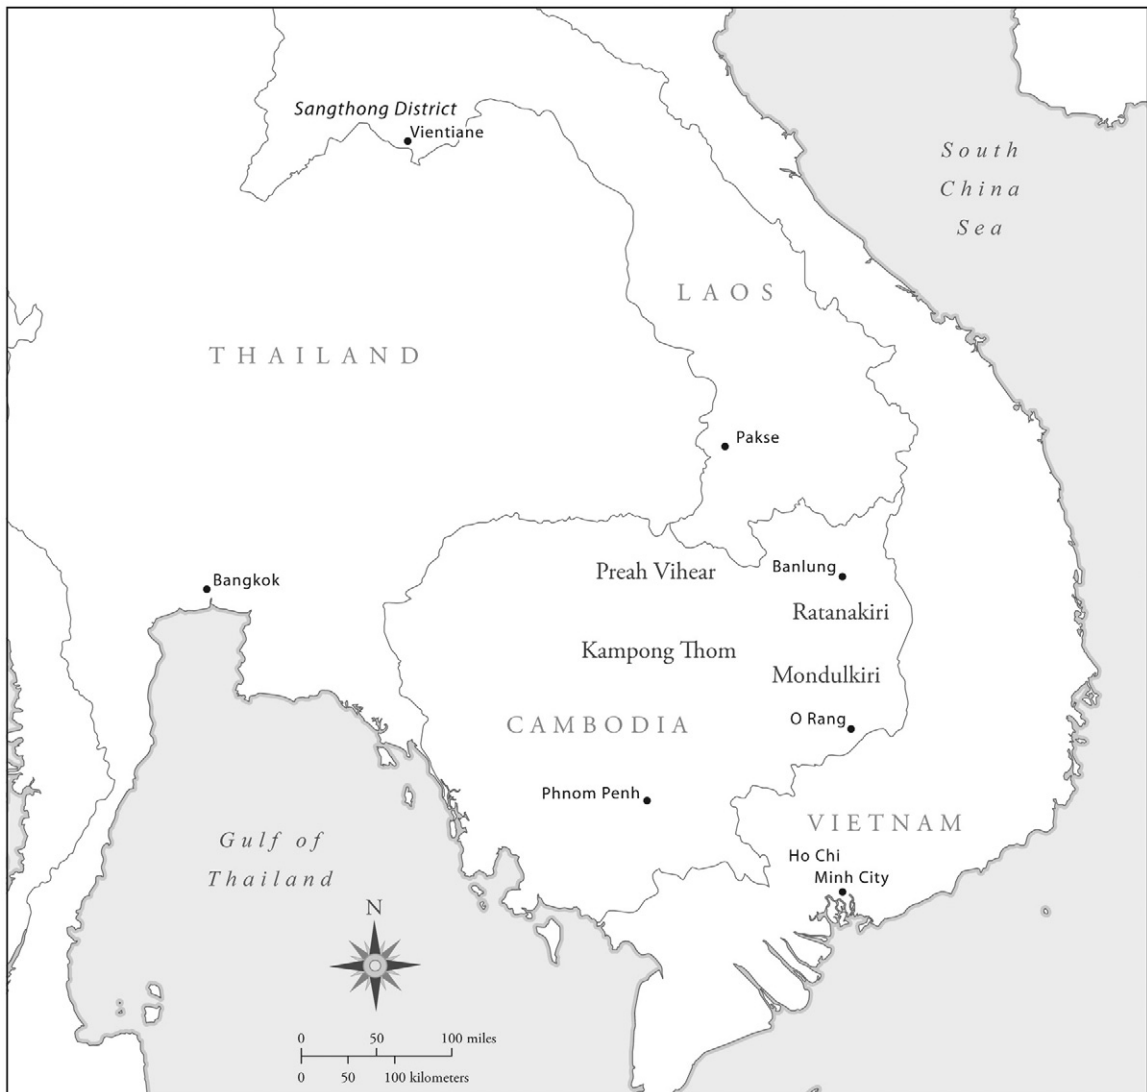 Sangthong District
Vientiane
South
China
Sea
LAOS
THAILAND
Pakse
Preah Vihear
Banlung
Bangkok
Ratanakiri
Kampong Thom
Mondulkiri
O Rang
CAMBODIA
Phnom Penh
VIETNAM
Gulf of
Thailand
Ho Chi
Minh City
N
0 50 100 miles
0 50 100 kilometers